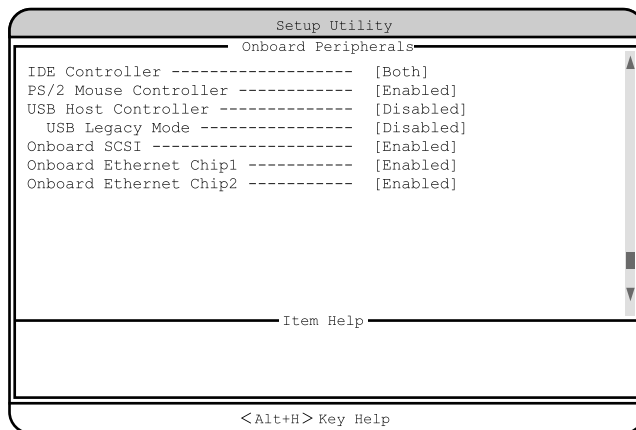 Setup Utility
Onboard Peripherals
IDE Controller ------------------- [Both]
PS/2 Mouse Controller ------------ [Enabled]
USB Host Controller -------------- [Disabled]
USB Legacy Mode ---------------- [Disabled]
Onboard SCSI --------------------- [Enabled]
Onboard Ethernet Chip1 ----------- [Enabled]
Onboard Ethernet Chip2 ----------- [Enabled]
Item Help
<Alt+H> Key Help